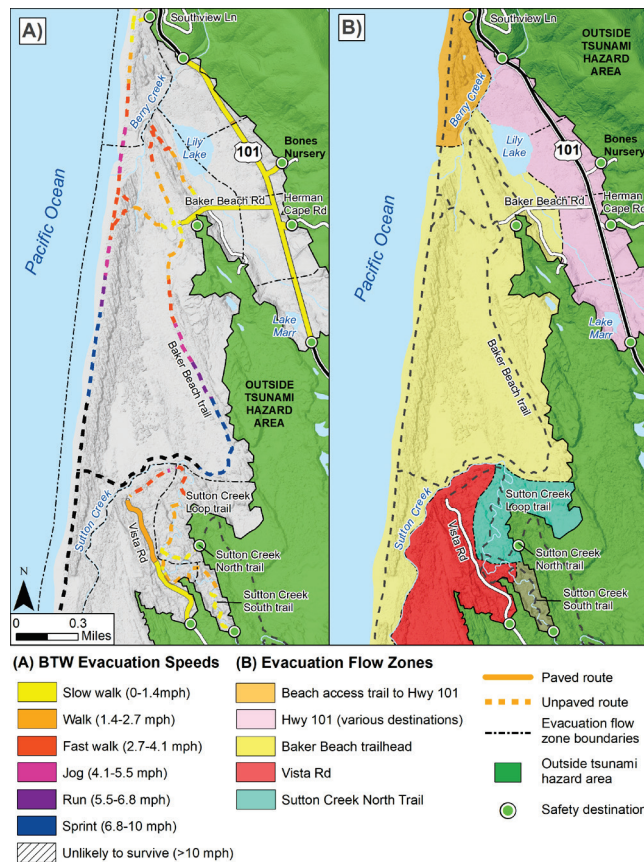 A)
Southview Ln
Berry Creek
Lily
Lake
101
Bones
Nursery
Baker Beach Rd
Herman
Cape Rd
Pacific Ocean
Lake
Marr
Baker Beach trail
OUTSIDE
TSUNAMI
HAZARD
AREA
Sutton Creek
Sutton Creek
Loop trail
Vista Rd
Sutton Creek
North trail
Sutton Creek
South trail
N
0 0.3
Miles
B)
Southview Ln
OUTSIDE
TSUNAMI
HAZARD
AREA
Berry Creek
Lily
Lake
101
Bones
Nursery
Baker Beach Rd
Herman
Cape Rd
Pacific Ocean
Lake
Marr
Baker Beach trail
Sutton Creek
Sutton Creek
Loop trail
Vista Rd
Sutton Creek
North trail
Sutton Creek
South trail
(A) BTW Evacuation Speeds
Slow walk (0-1.4mph)
Walk (1.4-2.7 mph)
Fast walk (2.7-4.1 mph)
Jog (4.1-5.5 mph)
Run (5.5-6.8 mph)
Sprint (6.8-10 mph)
Unlikely to survive (>10 mph)
(B) Evacuation Flow Zones
Beach access trail to Hwy 101
Hwy 101 (various destinations)
Baker Beach trailhead
Vista Rd
Sutton Creek North Trail
Paved route
Unpaved route
Evacuation flow
zone boundaries
Outside tsunami
hazard area
Safety destination